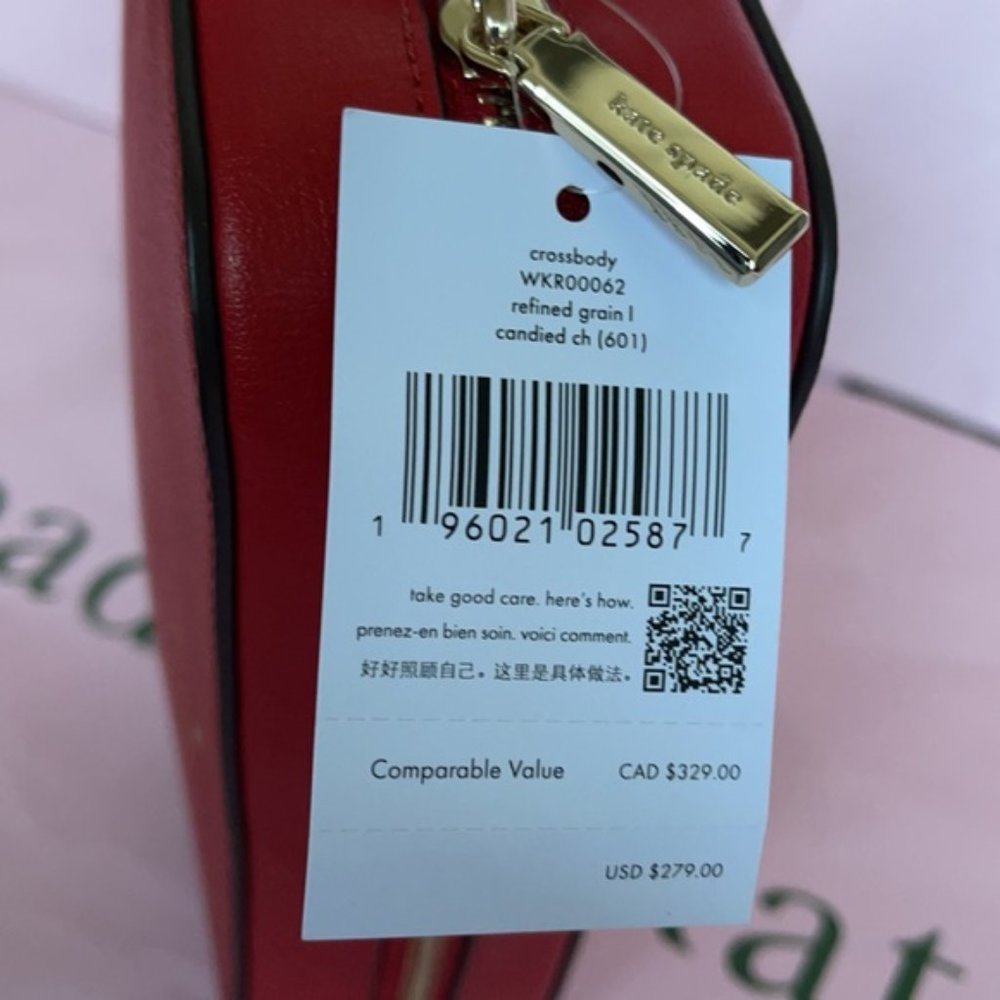 kate spade
crossbody
WKR00062
refined grain l
candied ch (601)
1 96021 02587 7
take good care. here's how.
prenez-en bien soin. voici comment.
好好照顾自己。这里是具体做法。
Comparable Value CAD $329.00
USD $279.00
ad
kat